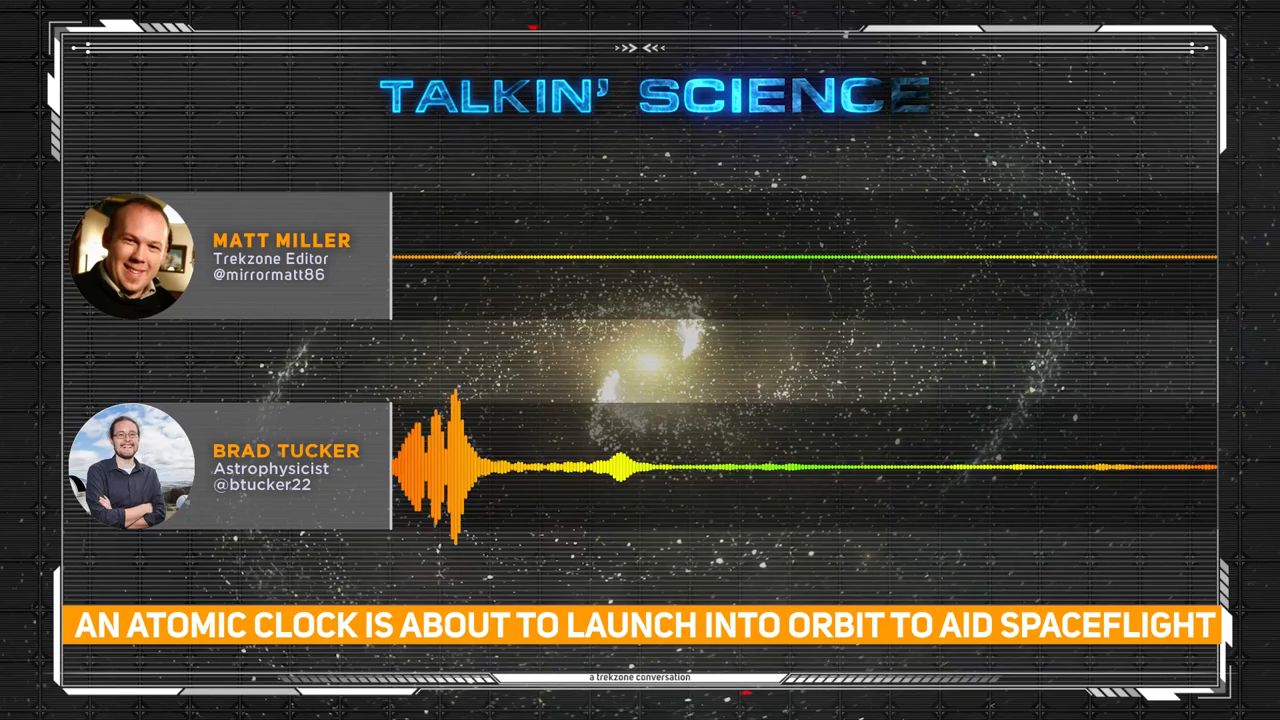 TALKIN' SCIENCE
MATT MILLER
Trekzone Editor
@mirrormatt86
BRAD TUCKER
Astrophysicist
@btucker22
AN ATOMIC CLOCK IS ABOUT TO LAUNCH INTO ORBIT TO AID SPACEFLIGHT
a trekzone conversation